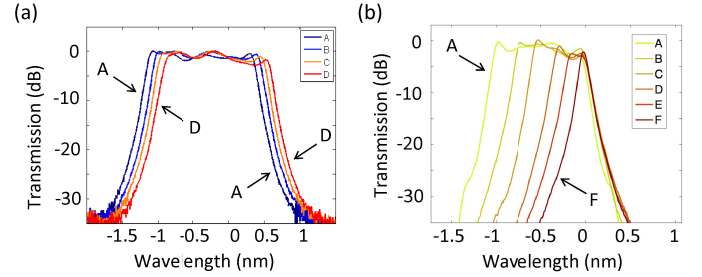 (a)
Transmission (dB)
0
-10
-20
-30
A
D
A
D
A
B
C
D
-1.5
-1
-0.5
0
0.5
1
Wave ength (nm)
(b)
Transmission (dB)
0
-10
-20
-30
A
F
A
B
C
D
E
F
-1.5
-1
-0.5
0
0.5
1
Wavelength (nm)